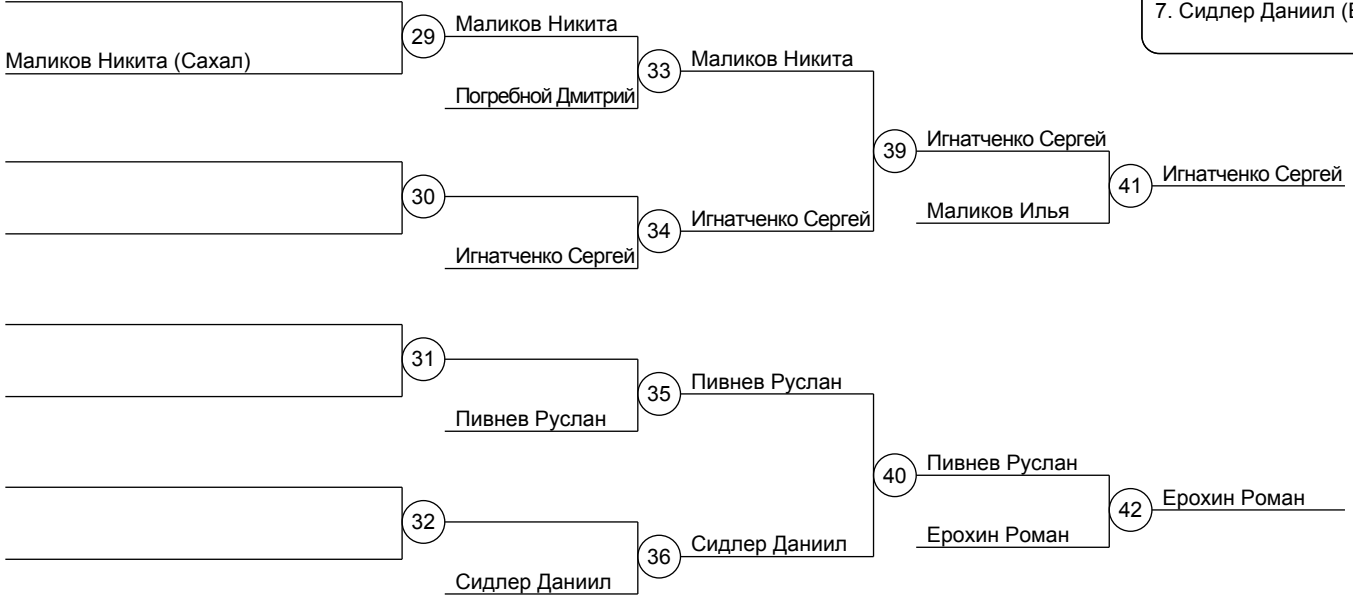 7. Сидлер Даниил
29
Маликов Никита
Маликов Никита (Сахал)
33
Маликов Никита
Погребной Дмитрий
39
Игнатченко Сергей
30
41
Игнатченко Сергей
Маликов Илья
34
Игнатченко Сергей
Игнатченко Сергей
31
35
Пивнев Руслан
Пивнев Руслан
40
Пивнев Руслан
32
42
Ерохин Роман
Ерохин Роман
36
Сидлер Даниил
Сидлер Даниил